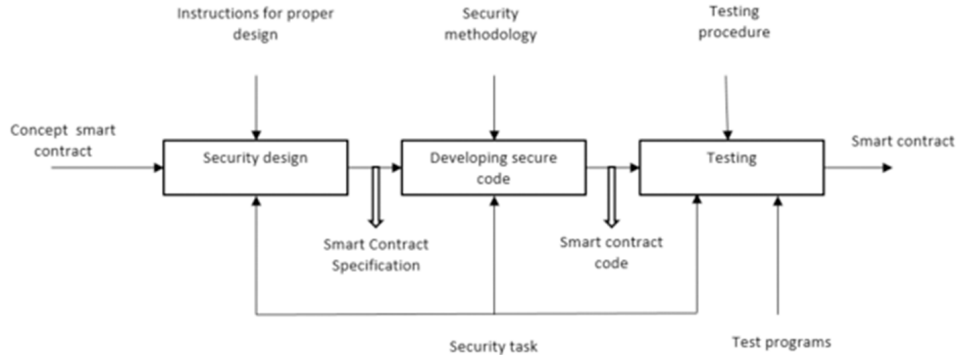 Instructions for proper
design
Security
methodology
Testing
procedure
Concept smart
contract
Security design
Developing secure
code
Testing
Smart contract
Smart Contract
Specification
Smart contract
code
Security task
Test programs